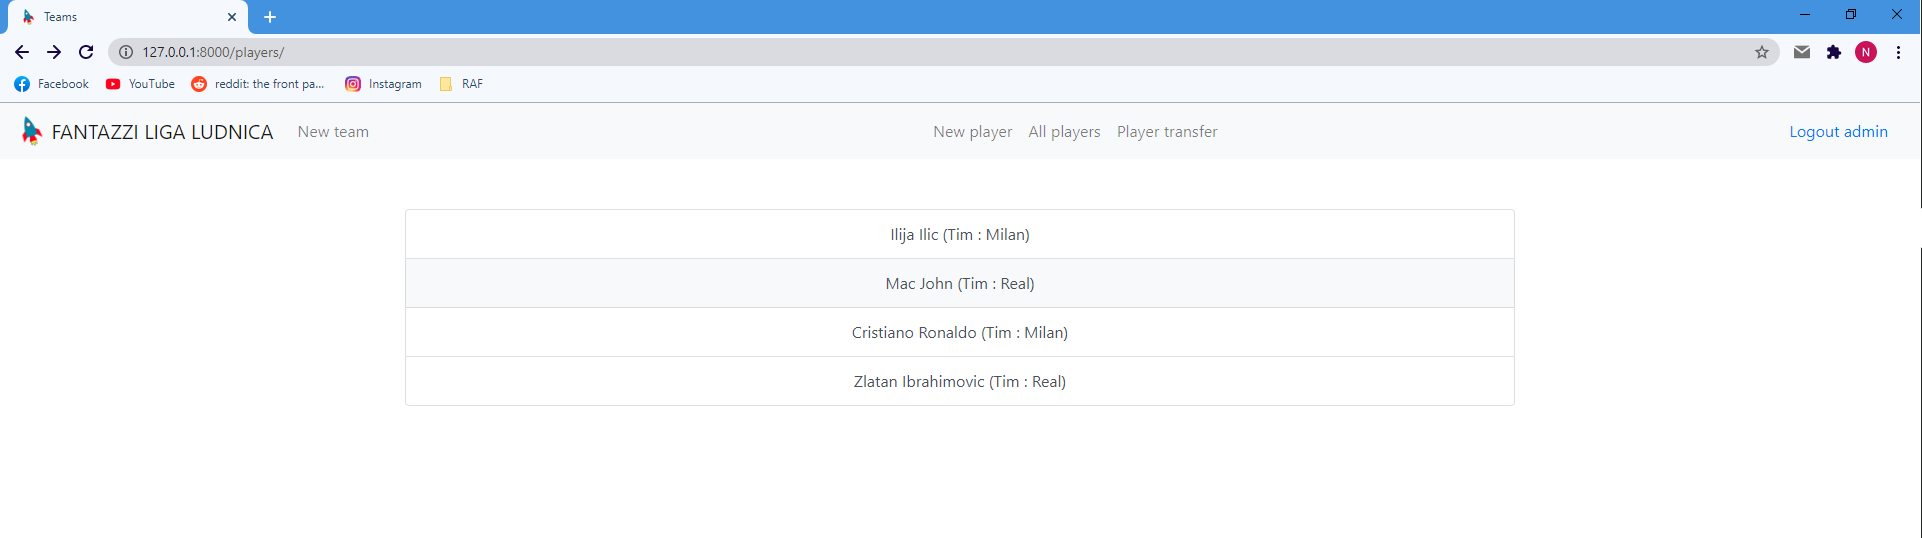 Teams
127.0.0.1:8000/players/
N
Facebook YouTube reddit: the front pa... Instagram RAF
FANTAZZI LIGA LUDNICA New team New player All players Player transfer Logout admin
Ilija Ilic (Tim : Milan)
Mac John (Tim : Real)
Cristiano Ronaldo (Tim : Milan)
Zlatan Ibrahimovic (Tim : Real)